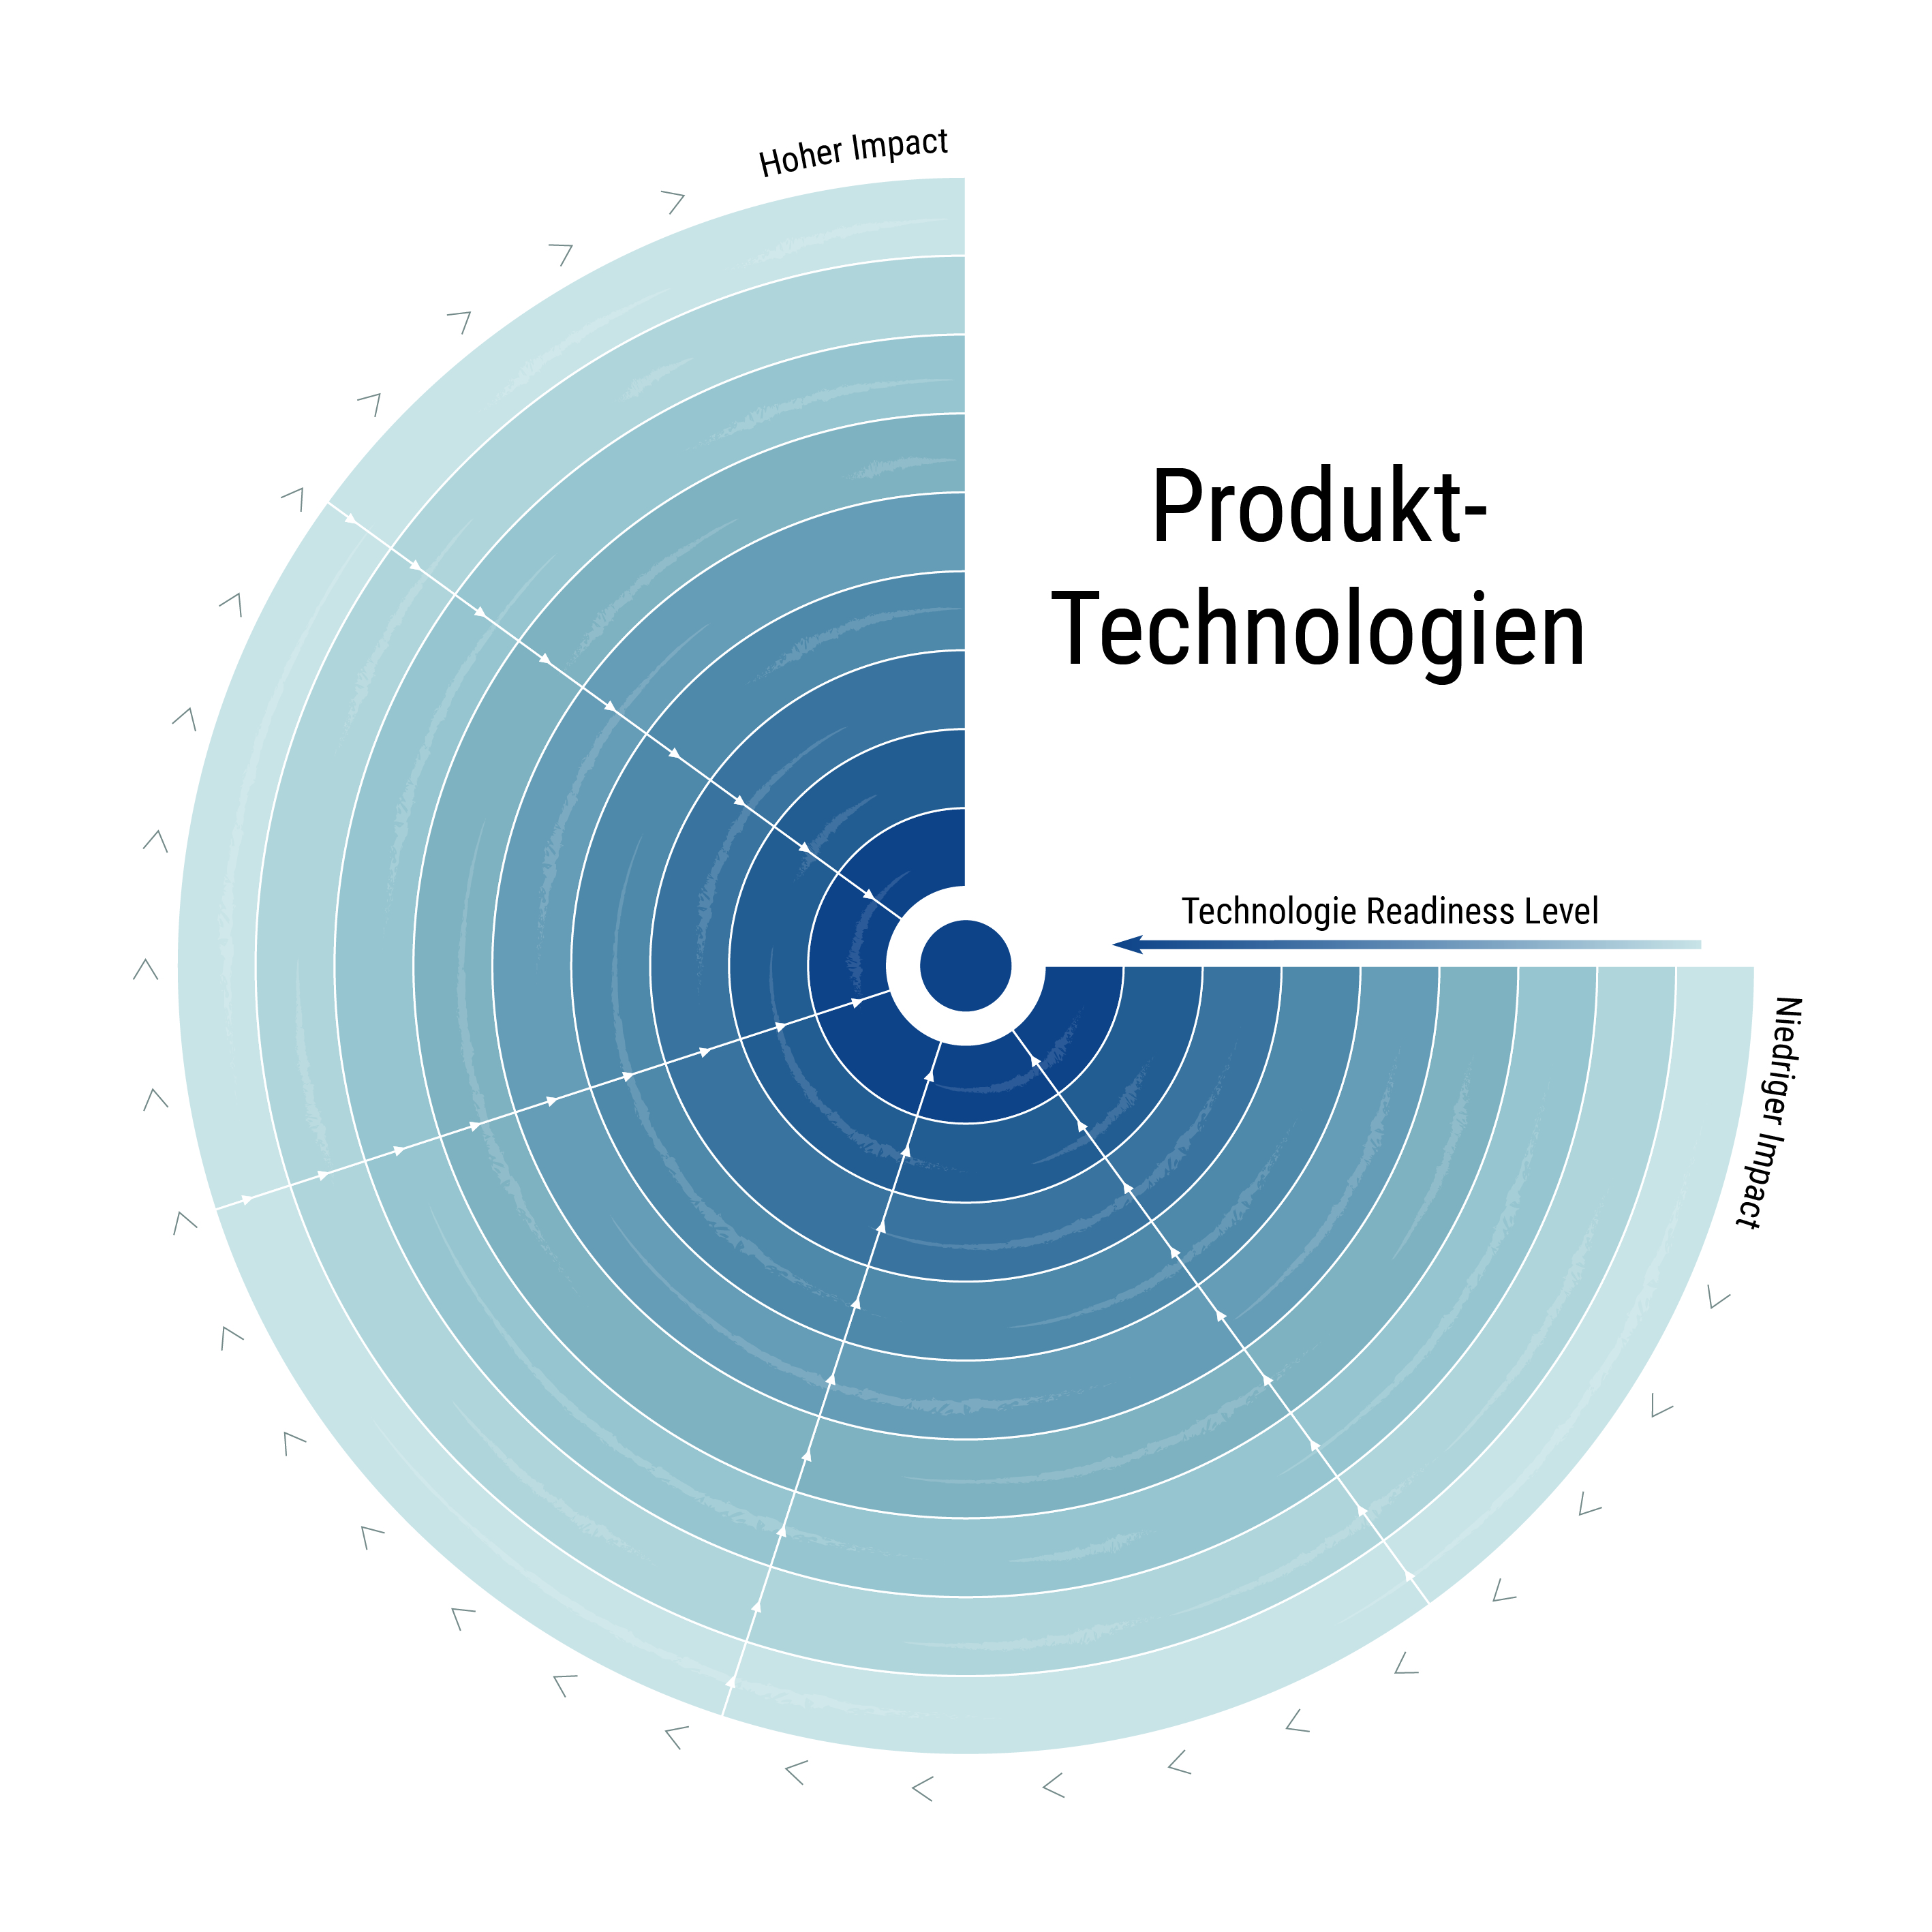 Hoher Impact
Produkt-
Technologien
Technologie Readiness Level
Niedriger Impact